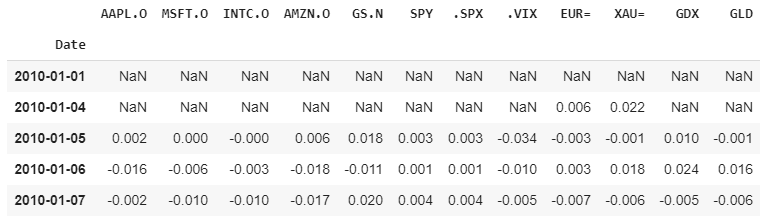 AAPL.O MSFT.O INTC.O AMZN.O GS.N SPY .SPX .VIX EUR= XAU= GDX GLD
Date
2010-01-01 NaN NaN NaN NaN NaN NaN NaN NaN NaN NaN NaN NaN
2010-01-04 NaN NaN NaN NaN NaN NaN NaN NaN 0.006 0.022 NaN NaN
2010-01-05 0.002 0.000 -0.000 0.006 0.018 0.003 0.003 -0.034 -0.003 -0.001 0.010 -0.001
2010-01-06 -0.016 -0.006 -0.003 -0.018 -0.011 0.001 0.001 -0.010 0.003 0.018 0.024 0.016
2010-01-07 -0.002 -0.010 -0.010 -0.017 0.020 0.004 0.004 -0.005 -0.007 -0.006 -0.005 -0.006